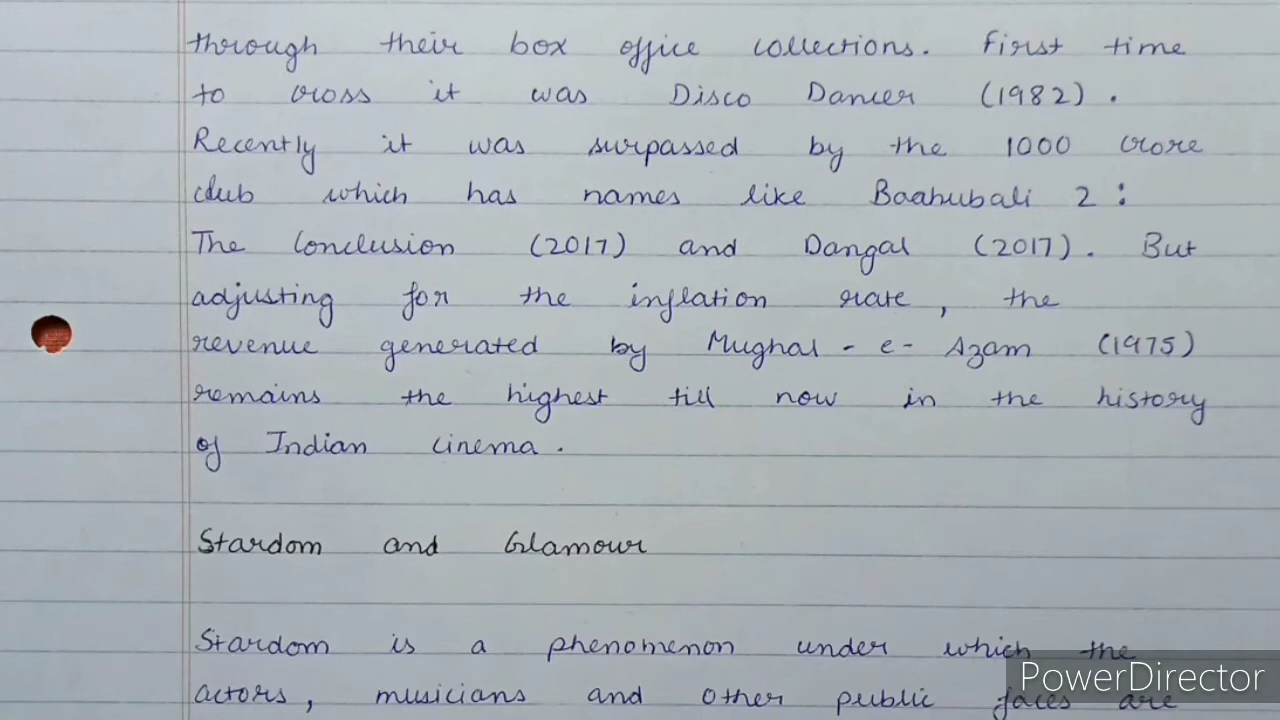 through their box office collections. First time
to cross it was Disco Dancer (1982).
Recently it was surpassed by the 1000 crore
club which has names like Baahubali 2:
The Conclusion (2017) and Dangal (2017). But
adjusting for the inflation rate, the
revenue generated by Mughal-e-Azam (1975)
remains the highest till now in the history
of Indian cinema.
Stardom and Glamour
Stardom is a phenomenon under which the
actors, musicians and other public faces are
PowerDirector